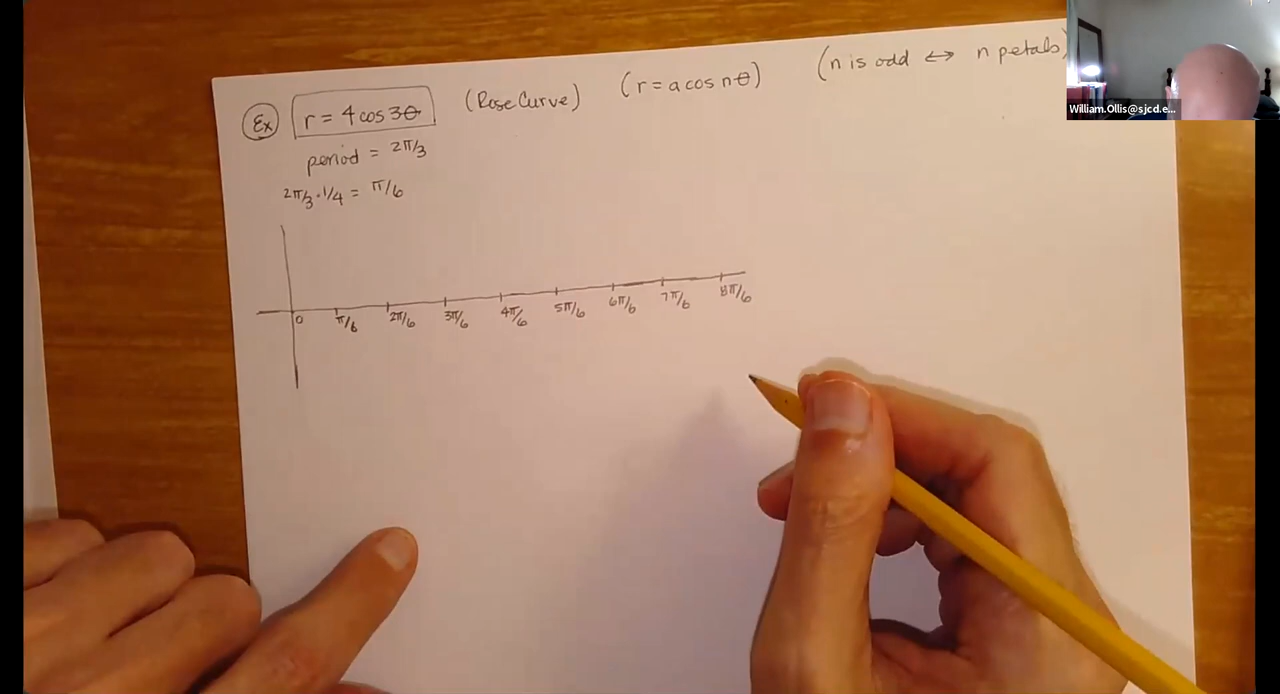 Ex r = 4 cos 3θ (Rose Curve) (r = a cos nθ) (n is odd ↔ n petals)
period = 2π/3
2π/3 · 1/4 = π/6
0 π/6 2π/6 3π/6 4π/6 5π/6 6π/6 7π/6 8π/6
William.Ollis@sjcd.e...